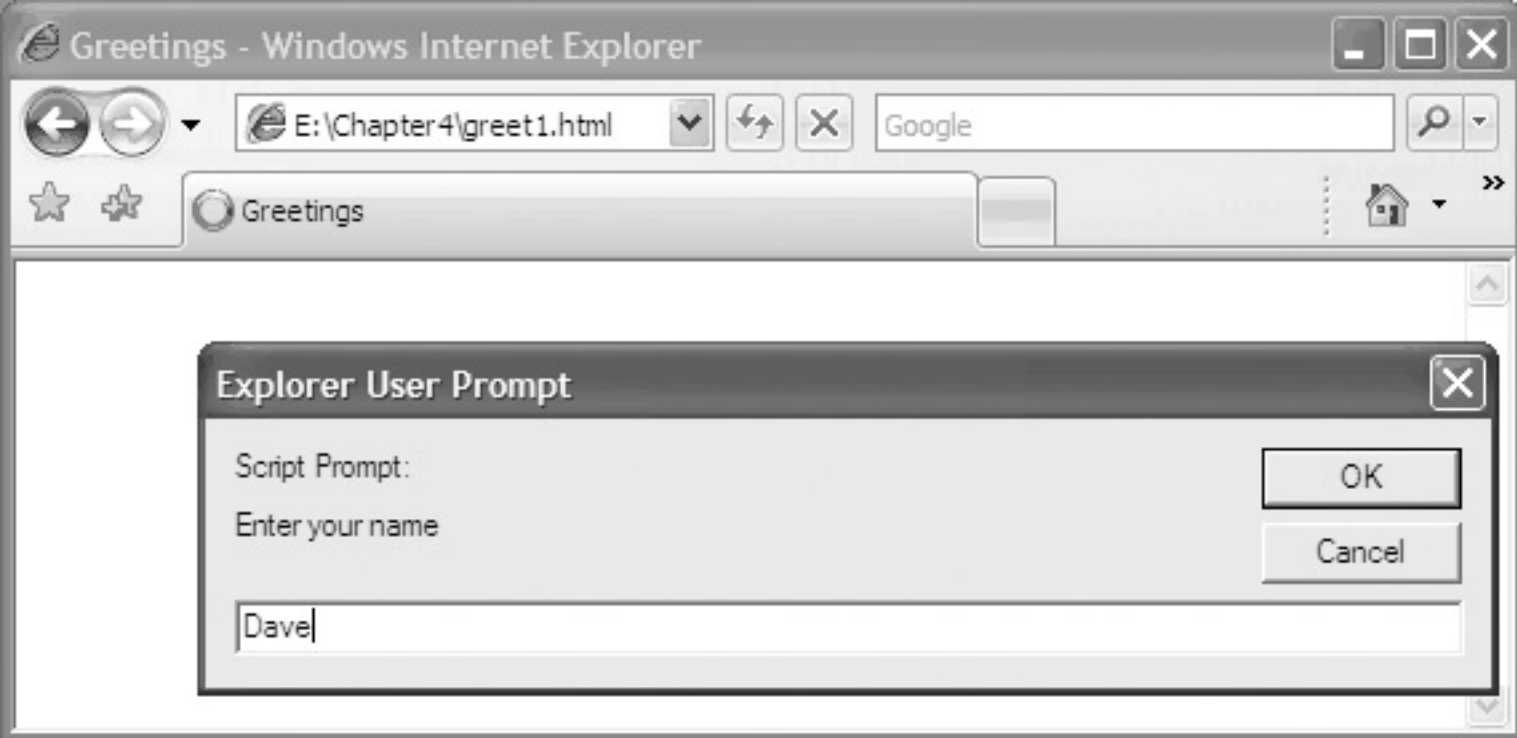 Greetings - Windows Internet Explorer
E:\Chapter4\greet1.html
Google
Greetings
Explorer User Prompt
Script Prompt:
OK
Enter your name
Cancel
Dave